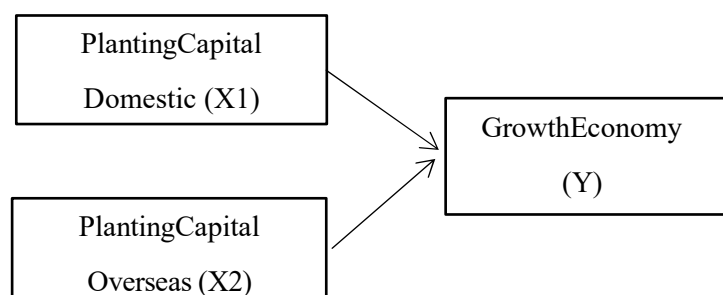 PlantingCapital
Domestic (X1)
GrowthEconomy
(Y)
PlantingCapital
Overseas (X2)